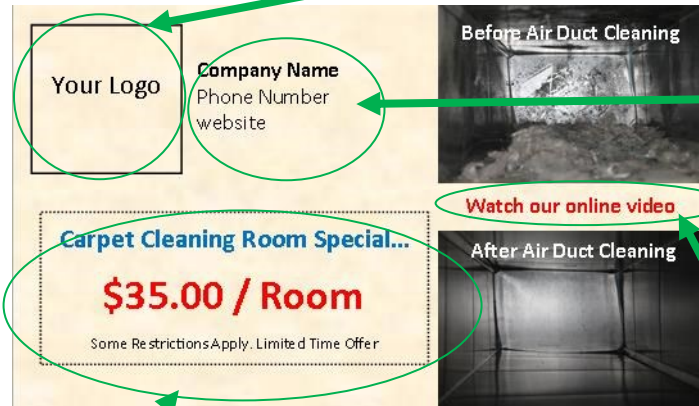 Your Logo
Company Name
Phone Number
website
Before Air Duct Cleaning
Watch our online video
Carpet Cleaning Room Special...
$35.00 / Room
Some Restrictions Apply. Limited Time Offer
After Air Duct Cleaning